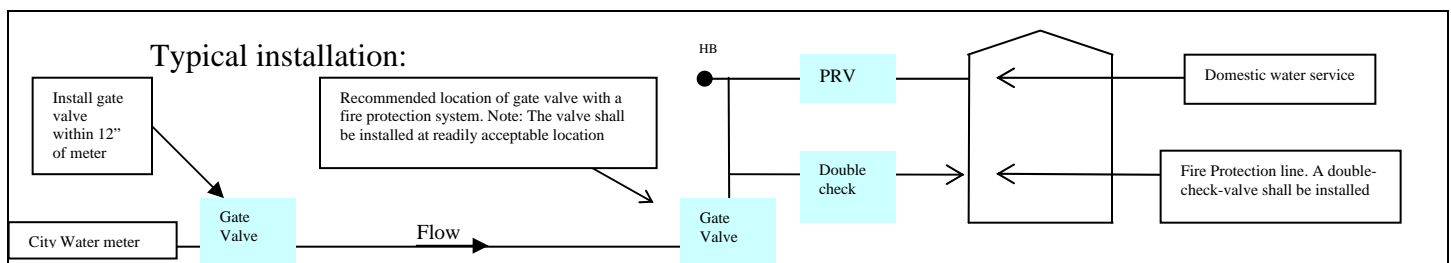 Typical installation:
HB
Install gate
valve
within 12”
of meter
Recommended location of gate valve with a
fire protection system. Note: The valve shall
be installed at readily acceptable location
PRV
Domestic water service
Double
check
Fire Protection line. A double-
check-valve shall be installed
City Water meter
Gate
Valve
Flow
Gate
Valve